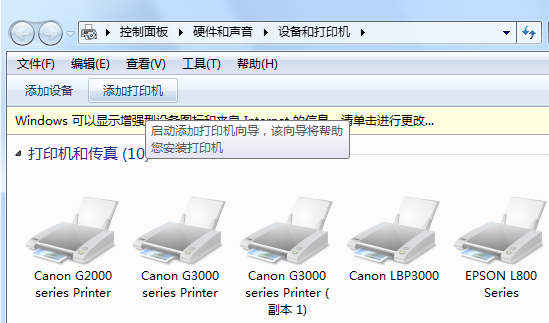 控制面板 硬件和声音 设备和打印机
文件(F) 编辑(E) 查看(V) 工具(T) 帮助(H)
添加设备 添加打印机
Windows 可以显示增强型设备图标和来自 Internet 的信息。请单击进行更改...
启动添加打印机向导，该向导将帮助
您安装打印机
打印机和传真 (10)
Canon G2000
series Printer
Canon G3000
series Printer
Canon G3000
series Printer (
副本 1)
Canon LBP3000
EPSON L800
Series